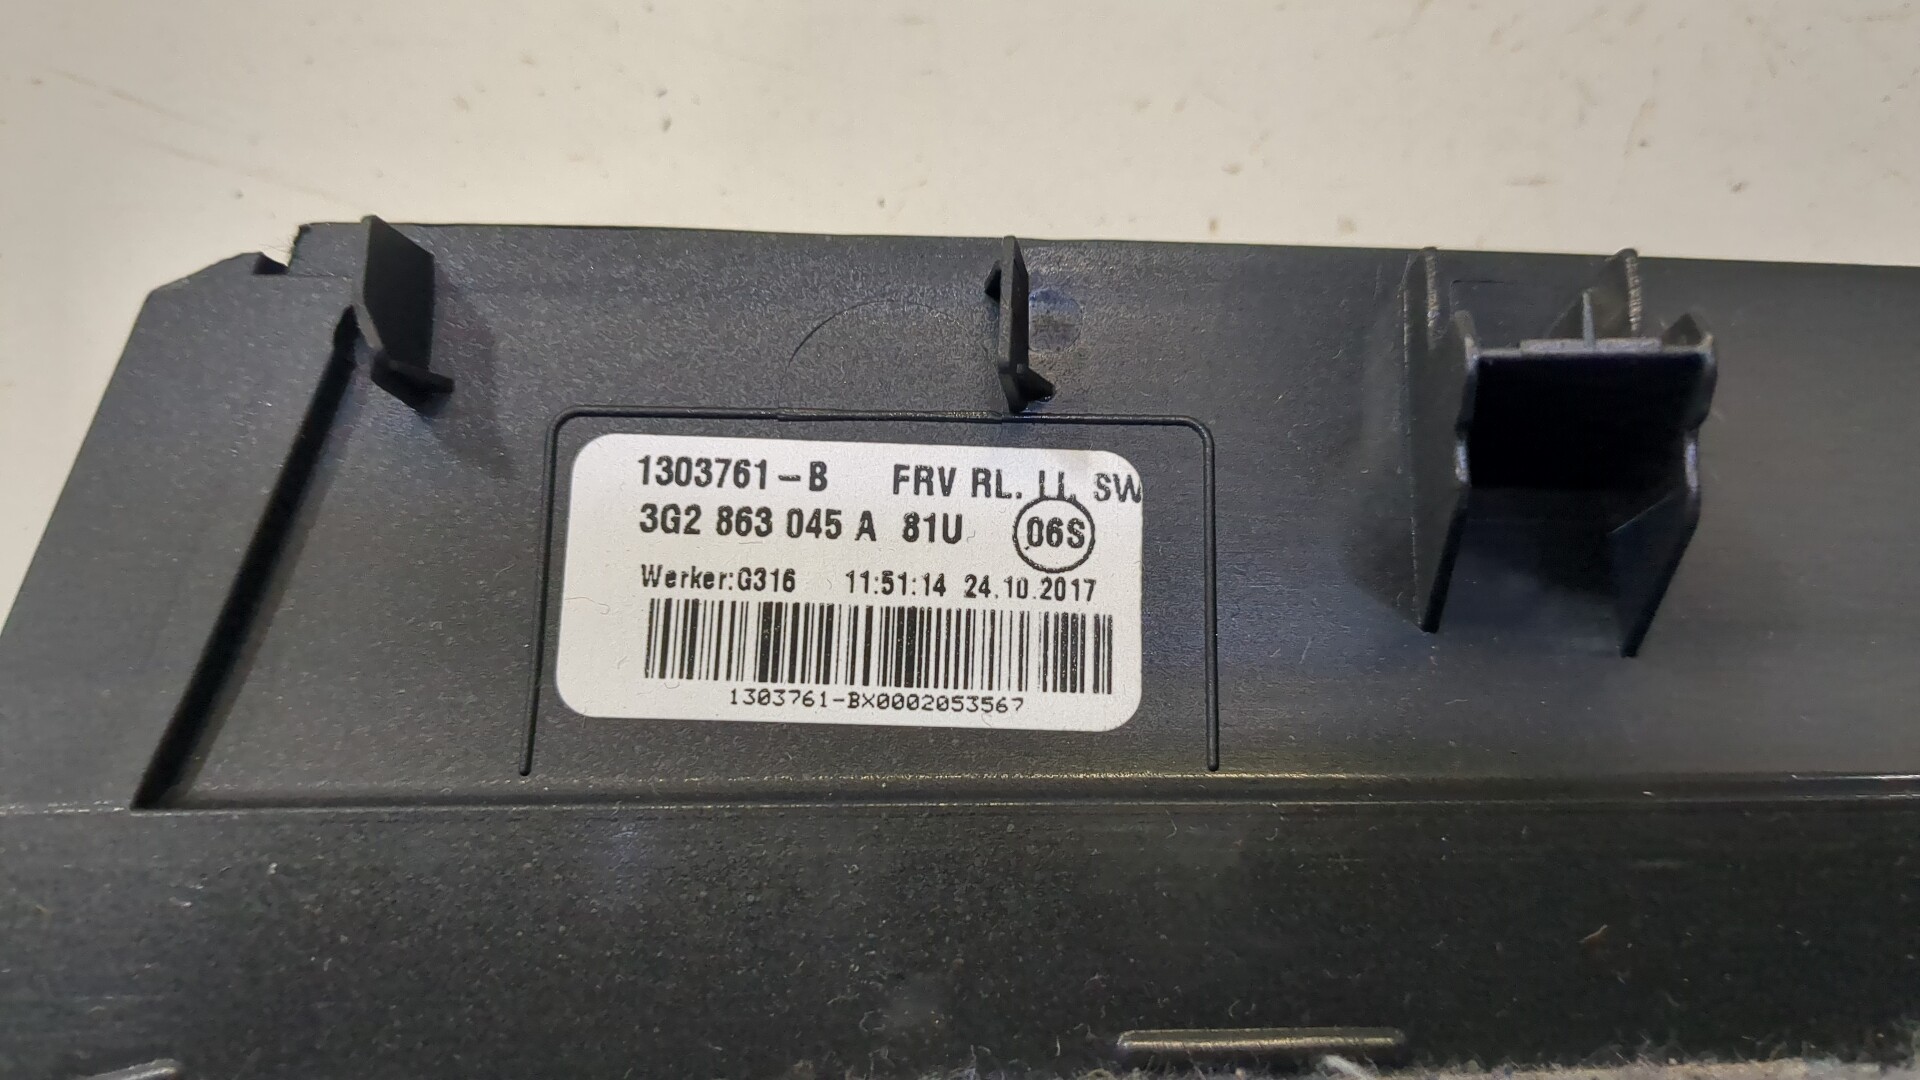 1303761-B FRV RL. LL SW
3G2 863 045 A 81U 06S
Werker:G316 11:51:14 24.10.2017
1303761-BX0002053567